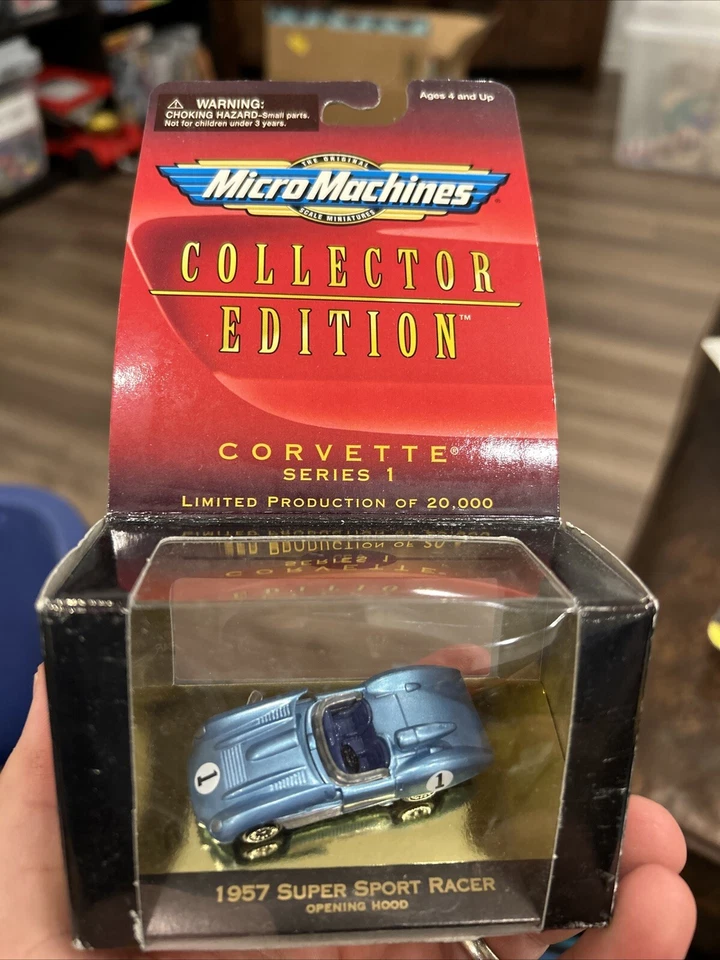 ⚠ WARNING:
CHOKING HAZARD-Small parts.
Not for children under 3 years.
Ages 4 and Up
THE ORIGINAL
Micro Machines
SCALE MINIATURES
COLLECTOR
EDITION™
CORVETTE®
SERIES 1
LIMITED PRODUCTION OF 20,000
1
1
1957 SUPER SPORT RACER
OPENING HOOD